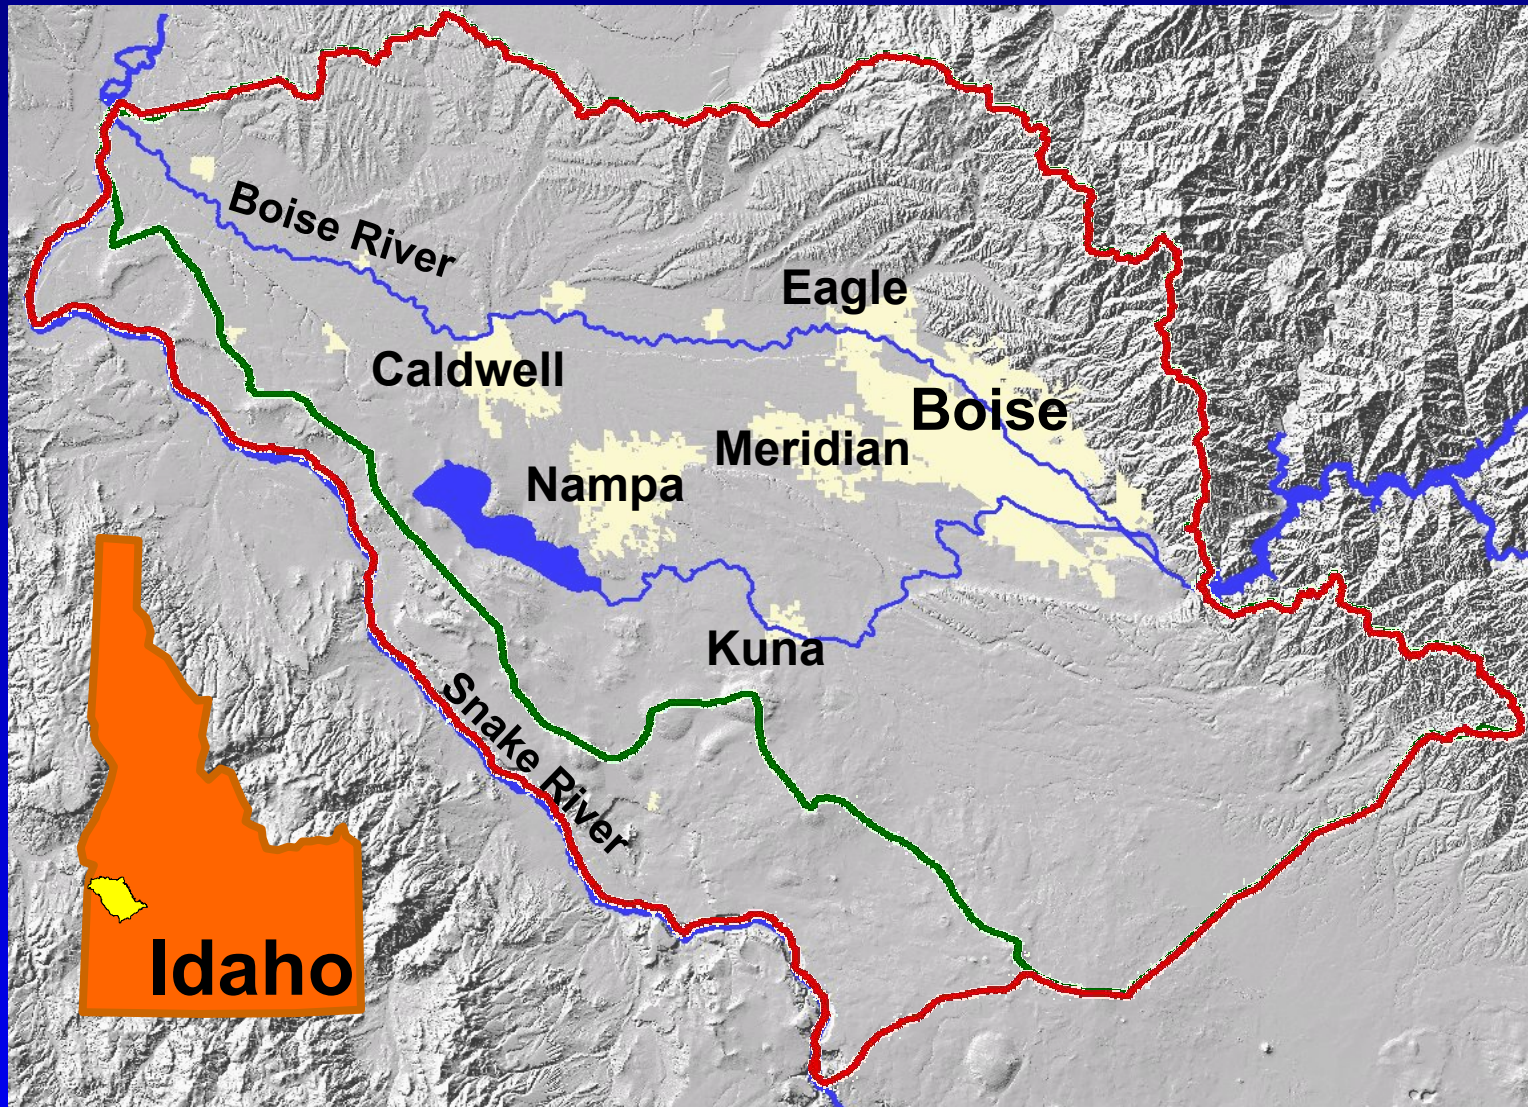 Boise River
Eagle
Caldwell
Boise
Meridian
Nampa
Kuna
Snake River
Idaho